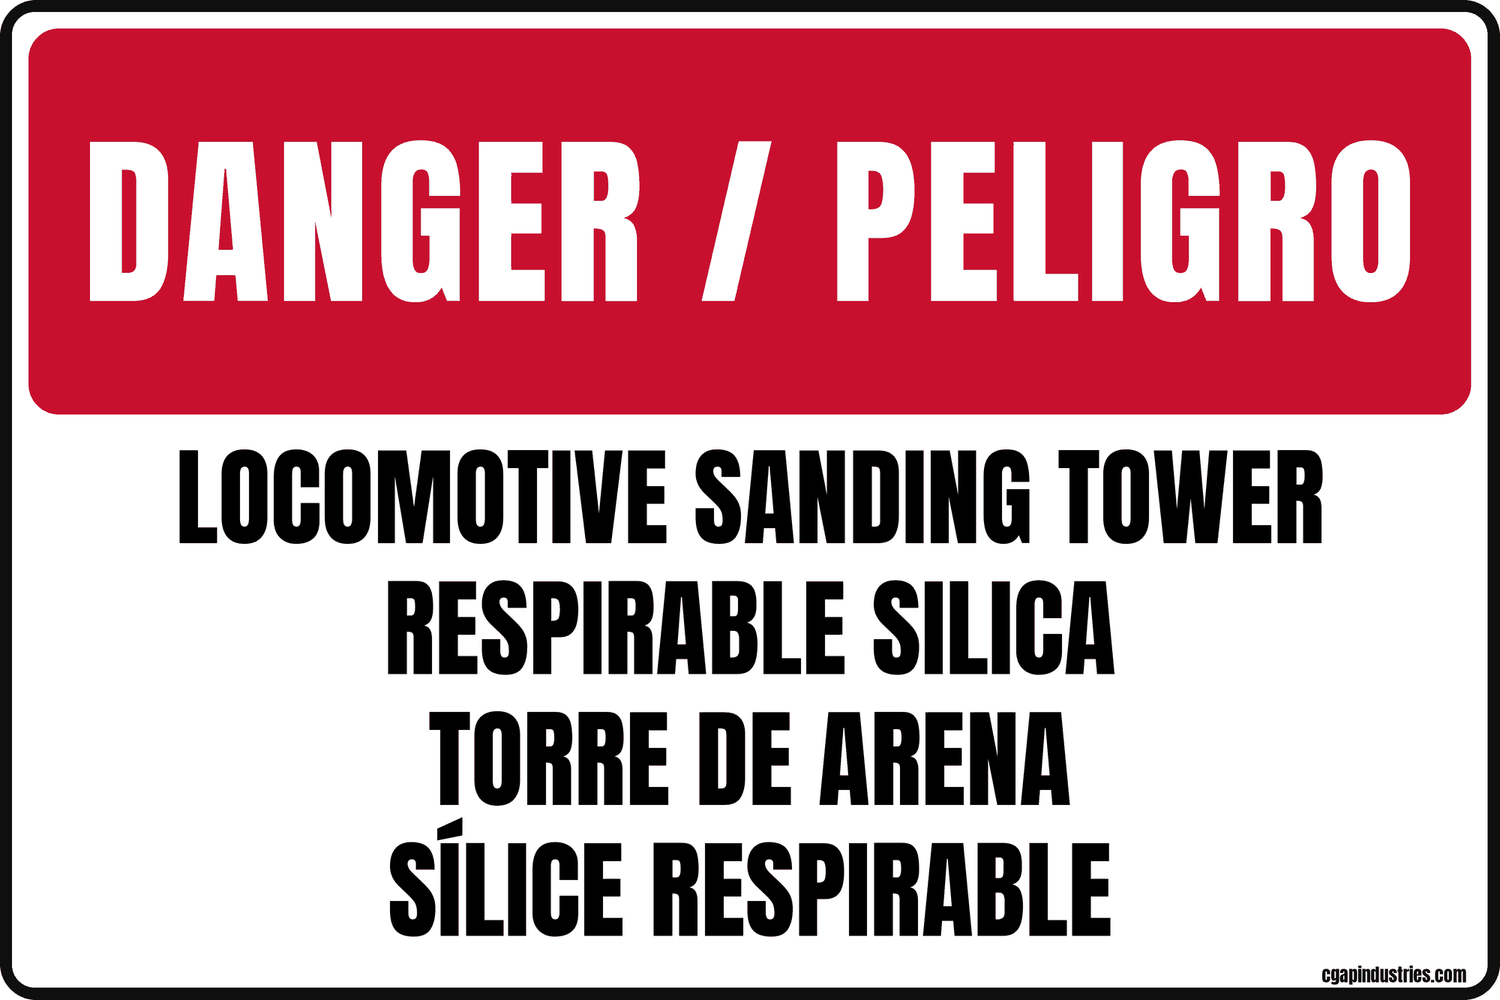 DANGER / PELIGRO
LOCOMOTIVE SANDING TOWER
RESPIRABLE SILICA
TORRE DE ARENA
SÍLICE RESPIRABLE
cgapindustries.com